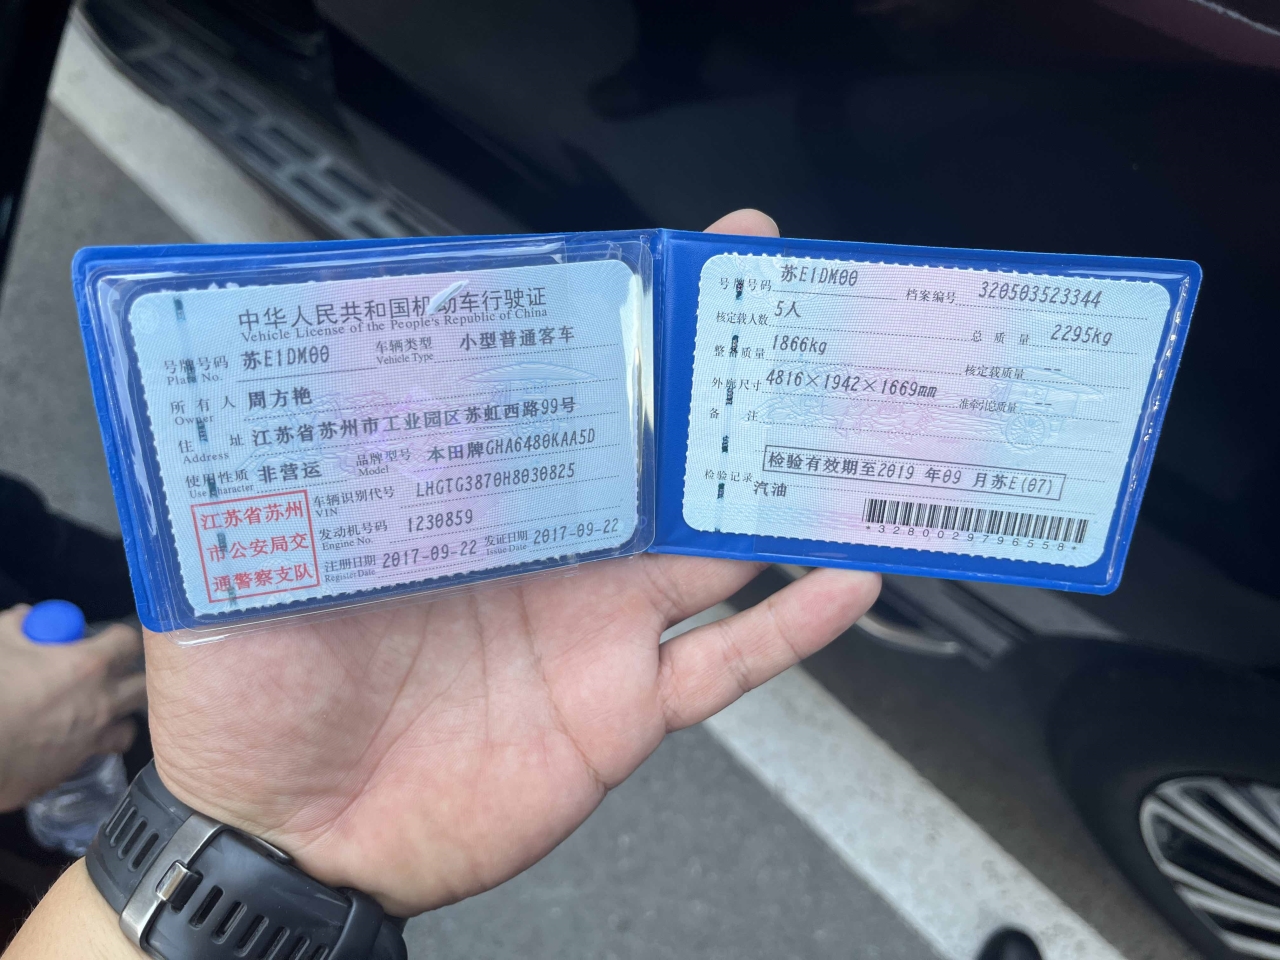 中华人民共和国机动车行驶证
Vehicle License of the People's Republic of China
号牌号码 苏E1DM00 车辆类型 小型普通客车
Plate No. Vehicle Type
所有人 周方艳
Owner
住址 江苏省苏州市工业园区苏虹西路99号
Address
使用性质 非营运 品牌型号 本田牌GHA6480KAA5D
Use Character Model
江苏省苏州
市公安局交
通警察支队
车辆识别代号 LHGTG3870H8030825
VIN
发动机号码 1230859
Engine No.
注册日期 2017-09-22 发证日期 2017-09-22
Register Date Issue Date
号牌号码 苏E1DM00 档案编号 320503523344
核定载人数 5人 总质量 2295kg
整备质量 1866kg 核定载质量 --
外廓尺寸 4816×1942×1669mm 准牵引总质量 --
备注
检验有效期至2019年09月苏E(07)
检验记录
汽油
*3280029796558*